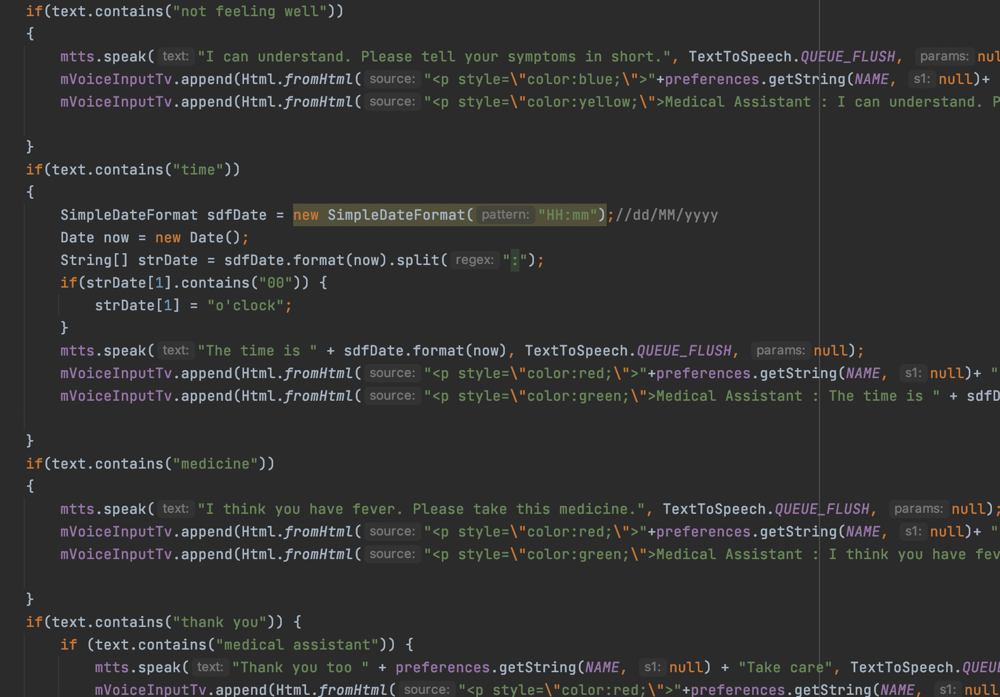 if(text.contains("not feeling well"))
{
mtts.speak( text: "I can understand. Please tell your symptoms in short.", TextToSpeech.QUEUE_FLUSH, params: nul
mVoiceInputTv.append(Html.fromHtml( source: "<p style=\"color:blue;\">"+preferences.getString(NAME, s1: null)+
mVoiceInputTv.append(Html.fromHtml( source: "<p style=\"color:yellow;\">Medical Assistant : I can understand. P
}
if(text.contains("time"))
{
SimpleDateFormat sdfDate = new SimpleDateFormat( pattern: "HH:mm");//dd/MM/yyyy
Date now = new Date();
String[] strDate = sdfDate.format(now).split( regex: ":");
if(strDate[1].contains("00")) {
strDate[1] = "o'clock";
}
mtts.speak( text: "The time is " + sdfDate.format(now), TextToSpeech.QUEUE_FLUSH, params: null);
mVoiceInputTv.append(Html.fromHtml( source: "<p style=\"color:red;\">"+preferences.getString(NAME, s1: null)+ "
mVoiceInputTv.append(Html.fromHtml( source: "<p style=\"color:green;\">Medical Assistant : The time is " + sdfD
}
if(text.contains("medicine"))
{
mtts.speak( text: "I think you have fever. Please take this medicine.", TextToSpeech.QUEUE_FLUSH, params: null);
mVoiceInputTv.append(Html.fromHtml( source: "<p style=\"color:red;\">"+preferences.getString(NAME, s1: null)+ "
mVoiceInputTv.append(Html.fromHtml( source: "<p style=\"color:green;\">Medical Assistant : I think you have fev
}
if(text.contains("thank you")) {
if (text.contains("medical assistant")) {
mtts.speak( text: "Thank you too " + preferences.getString(NAME, s1: null) + "Take care", TextToSpeech.QUEU
mVoiceInputTv.append(Html.fromHtml( source: "<p style=\"color:red;\">"+preferences.getString(NAME, s1: null